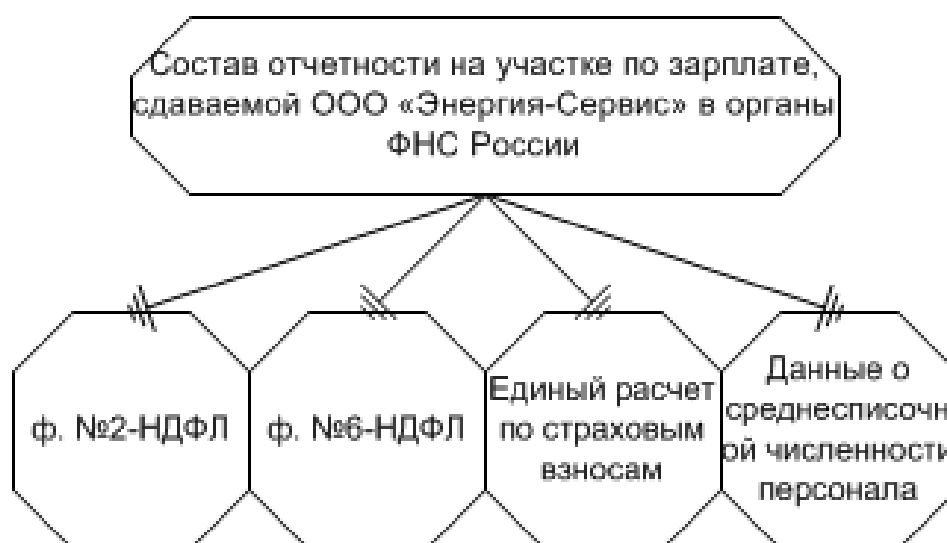 Состав отчетности на участке по зарплате,
сдаваемой ООО «Энергия-Сервис» в органы
ФНС России
ф. №2-НДФЛ
ф. №6-НДФЛ
Единый расчет
по страховым
взносам
Данные о
среднесписочн
ой численности
персонала